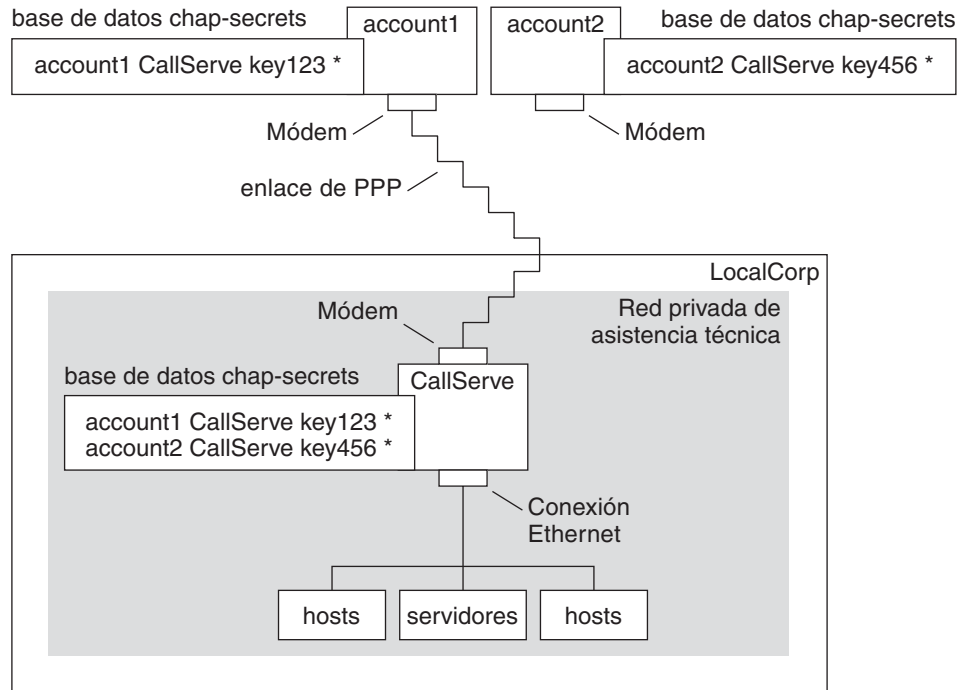 base de datos chap-secrets
account1
account1 CallServe key123 *
account2
base de datos chap-secrets
account2 CallServe key456 *
Módem
Módem
enlace de PPP
LocalCorp
Red privada de
asistencia técnica
Módem
base de datos chap-secrets
CallServe
account1 CallServe key123 *
account2 CallServe key456 *
Conexión
Ethernet
hosts
servidores
hosts